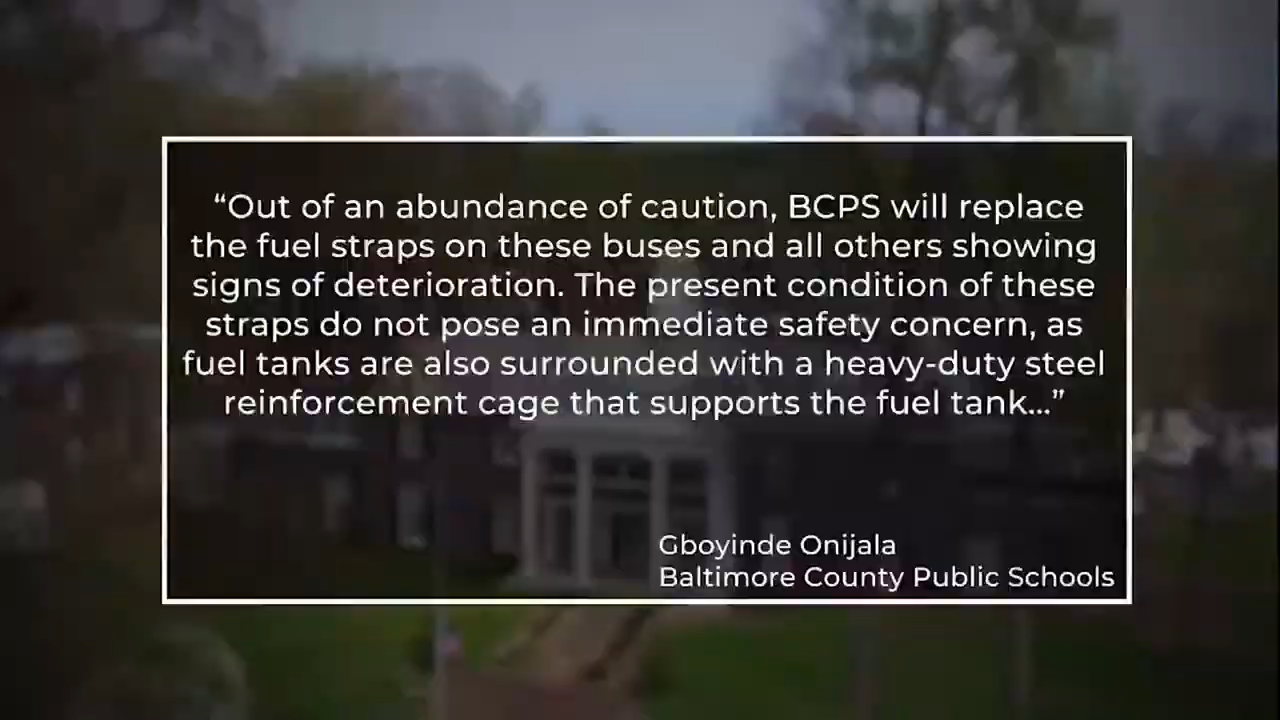 “Out of an abundance of caution, BCPS will replace
the fuel straps on these buses and all others showing
signs of deterioration. The present condition of these
straps do not pose an immediate safety concern, as
fuel tanks are also surrounded with a heavy-duty steel
reinforcement cage that supports the fuel tank...”
Gboyinde Onijala
Baltimore County Public Schools